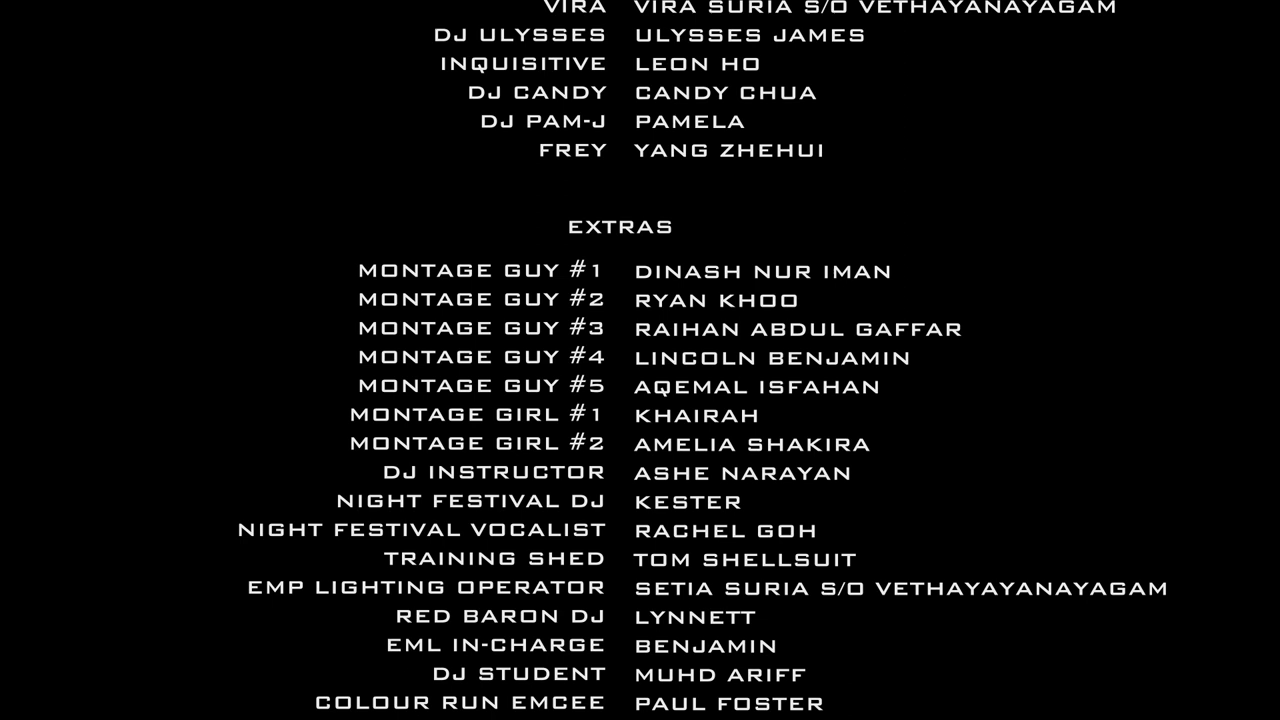 VIRA VIRA SURIA S/O VETHAYANAYAGAM
DJ ULYSSES ULYSSES JAMES
INQUISITIVE LEON HO
DJ CANDY CANDY CHUA
DJ PAM-J PAMELA
FREY YANG ZHEHUI
EXTRAS
MONTAGE GUY #1 DINASH NUR IMAN
MONTAGE GUY #2 RYAN KHOO
MONTAGE GUY #3 RAIHAN ABDUL GAFFAR
MONTAGE GUY #4 LINCOLN BENJAMIN
MONTAGE GUY #5 AQEMAL ISFAHAN
MONTAGE GIRL #1 KHAIRAH
MONTAGE GIRL #2 AMELIA SHAKIRA
DJ INSTRUCTOR ASHE NARAYAN
NIGHT FESTIVAL DJ KESTER
NIGHT FESTIVAL VOCALIST RACHEL GOH
TRAINING SHED TOM SHELLSUIT
EMP LIGHTING OPERATOR SETIA SURIA S/O VETHAYAYANAYAGAM
RED BARON DJ LYNNETT
EML IN-CHARGE BENJAMIN
DJ STUDENT MUHD ARIFF
COLOUR RUN EMCEE PAUL FOSTER